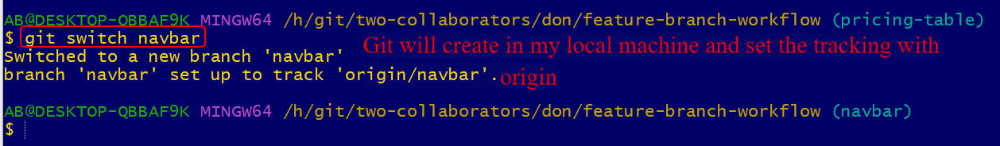 AB@DESKTOP-QBBAF9K MINGW64 /h/git/two-collaborators/don/feature-branch-workflow (pricing-table)
$ git switch navbar
Git will create in my local machine and set the tracking with
Switched to a new branch 'navbar'
branch 'navbar' set up to track 'origin/navbar'.
origin
AB@DESKTOP-QBBAF9K MINGW64 /h/git/two-collaborators/don/feature-branch-workflow (navbar)
$